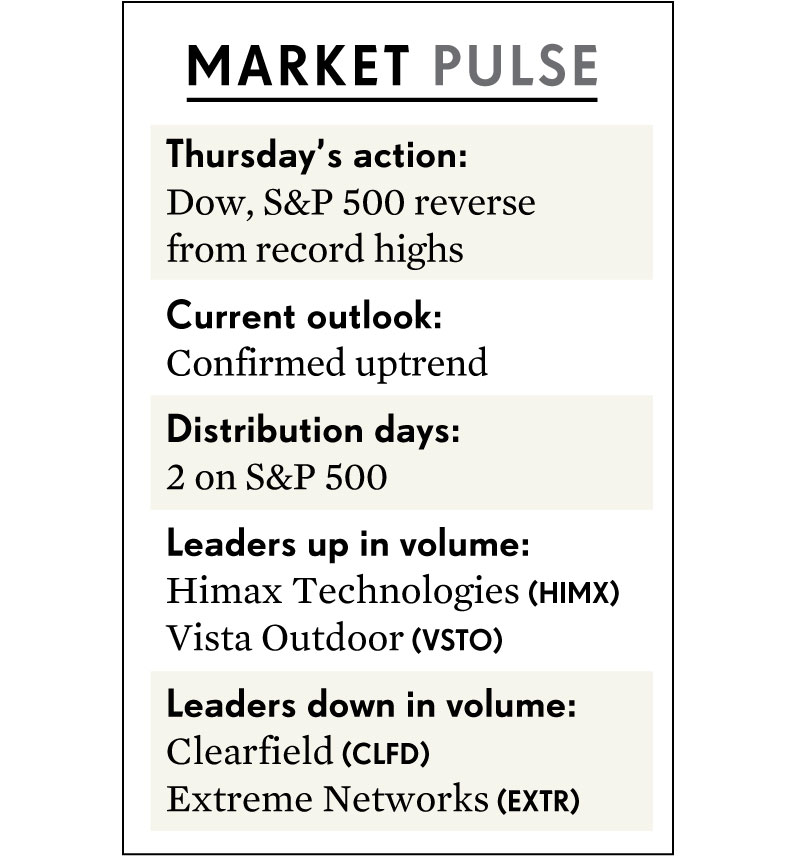 MARKET PULSE
Thursday’s action:
Dow, S&P 500 reverse
from record highs
Current outlook:
Confirmed uptrend
Distribution days:
2 on S&P 500
Leaders up in volume:
Himax Technologies (HIMX)
Vista Outdoor (VSTO)
Leaders down in volume:
Clearfield (CLFD)
Extreme Networks (EXTR)